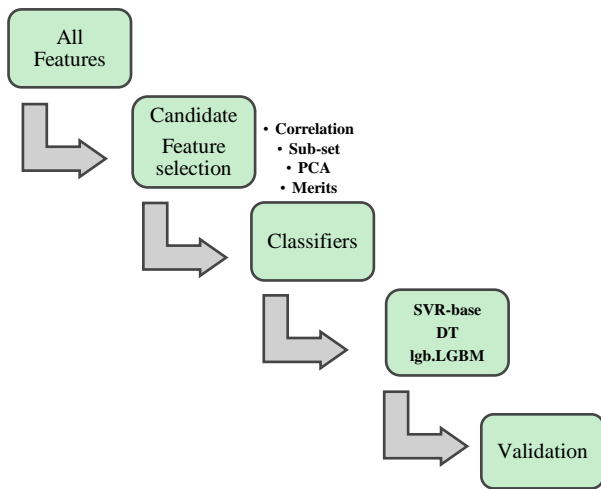 All
Features
Candidate
Feature
selection
• Correlation
• Sub-set
• PCA
• Merits
Classifiers
SVR-base
DT
lgb.LGBM
Validation